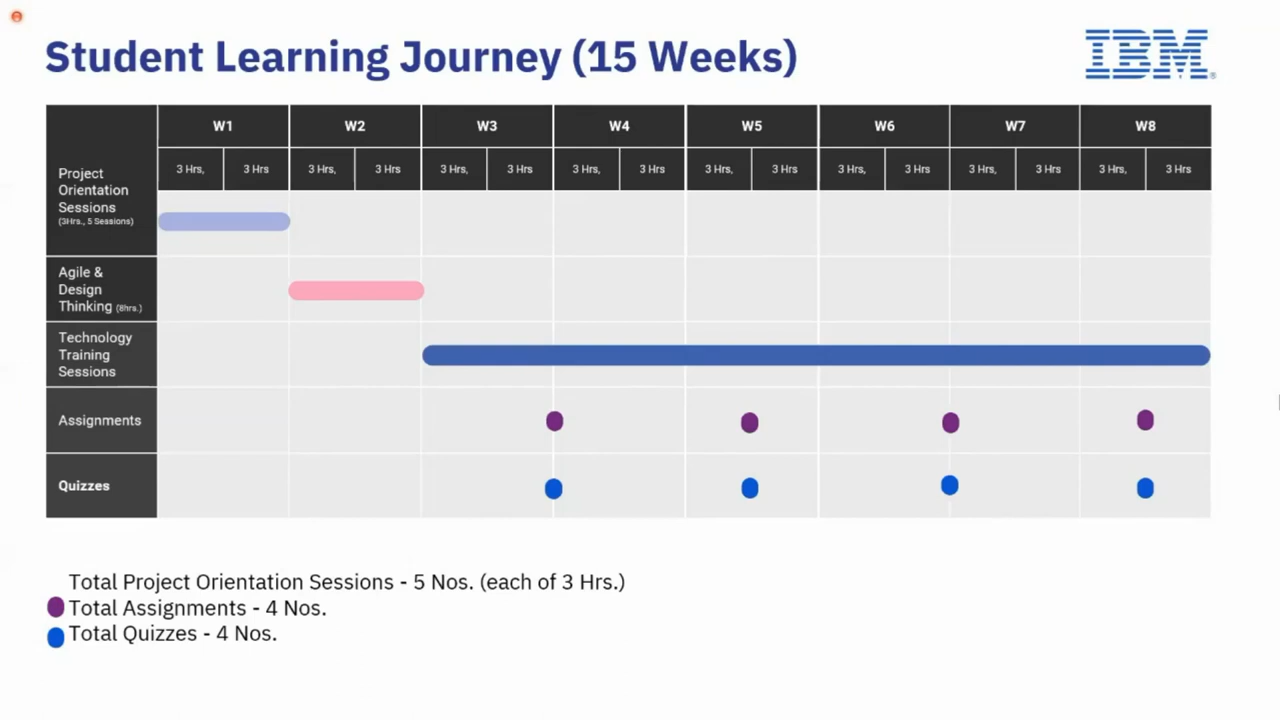 Student Learning Journey (15 Weeks)
IBM®
W1 W2 W3 W4 W5 W6 W7 W8
3 Hrs, 3 Hrs 3 Hrs, 3 Hrs 3 Hrs, 3 Hrs 3 Hrs, 3 Hrs 3 Hrs, 3 Hrs 3 Hrs, 3 Hrs 3 Hrs, 3 Hrs 3 Hrs, 3 Hrs
Project
Orientation
Sessions
(3Hrs., 5 Sessions)
Agile &
Design
Thinking (8hrs.)
Technology
Training
Sessions
Assignments
Quizzes
Total Project Orientation Sessions - 5 Nos. (each of 3 Hrs.)
Total Assignments - 4 Nos.
Total Quizzes - 4 Nos.